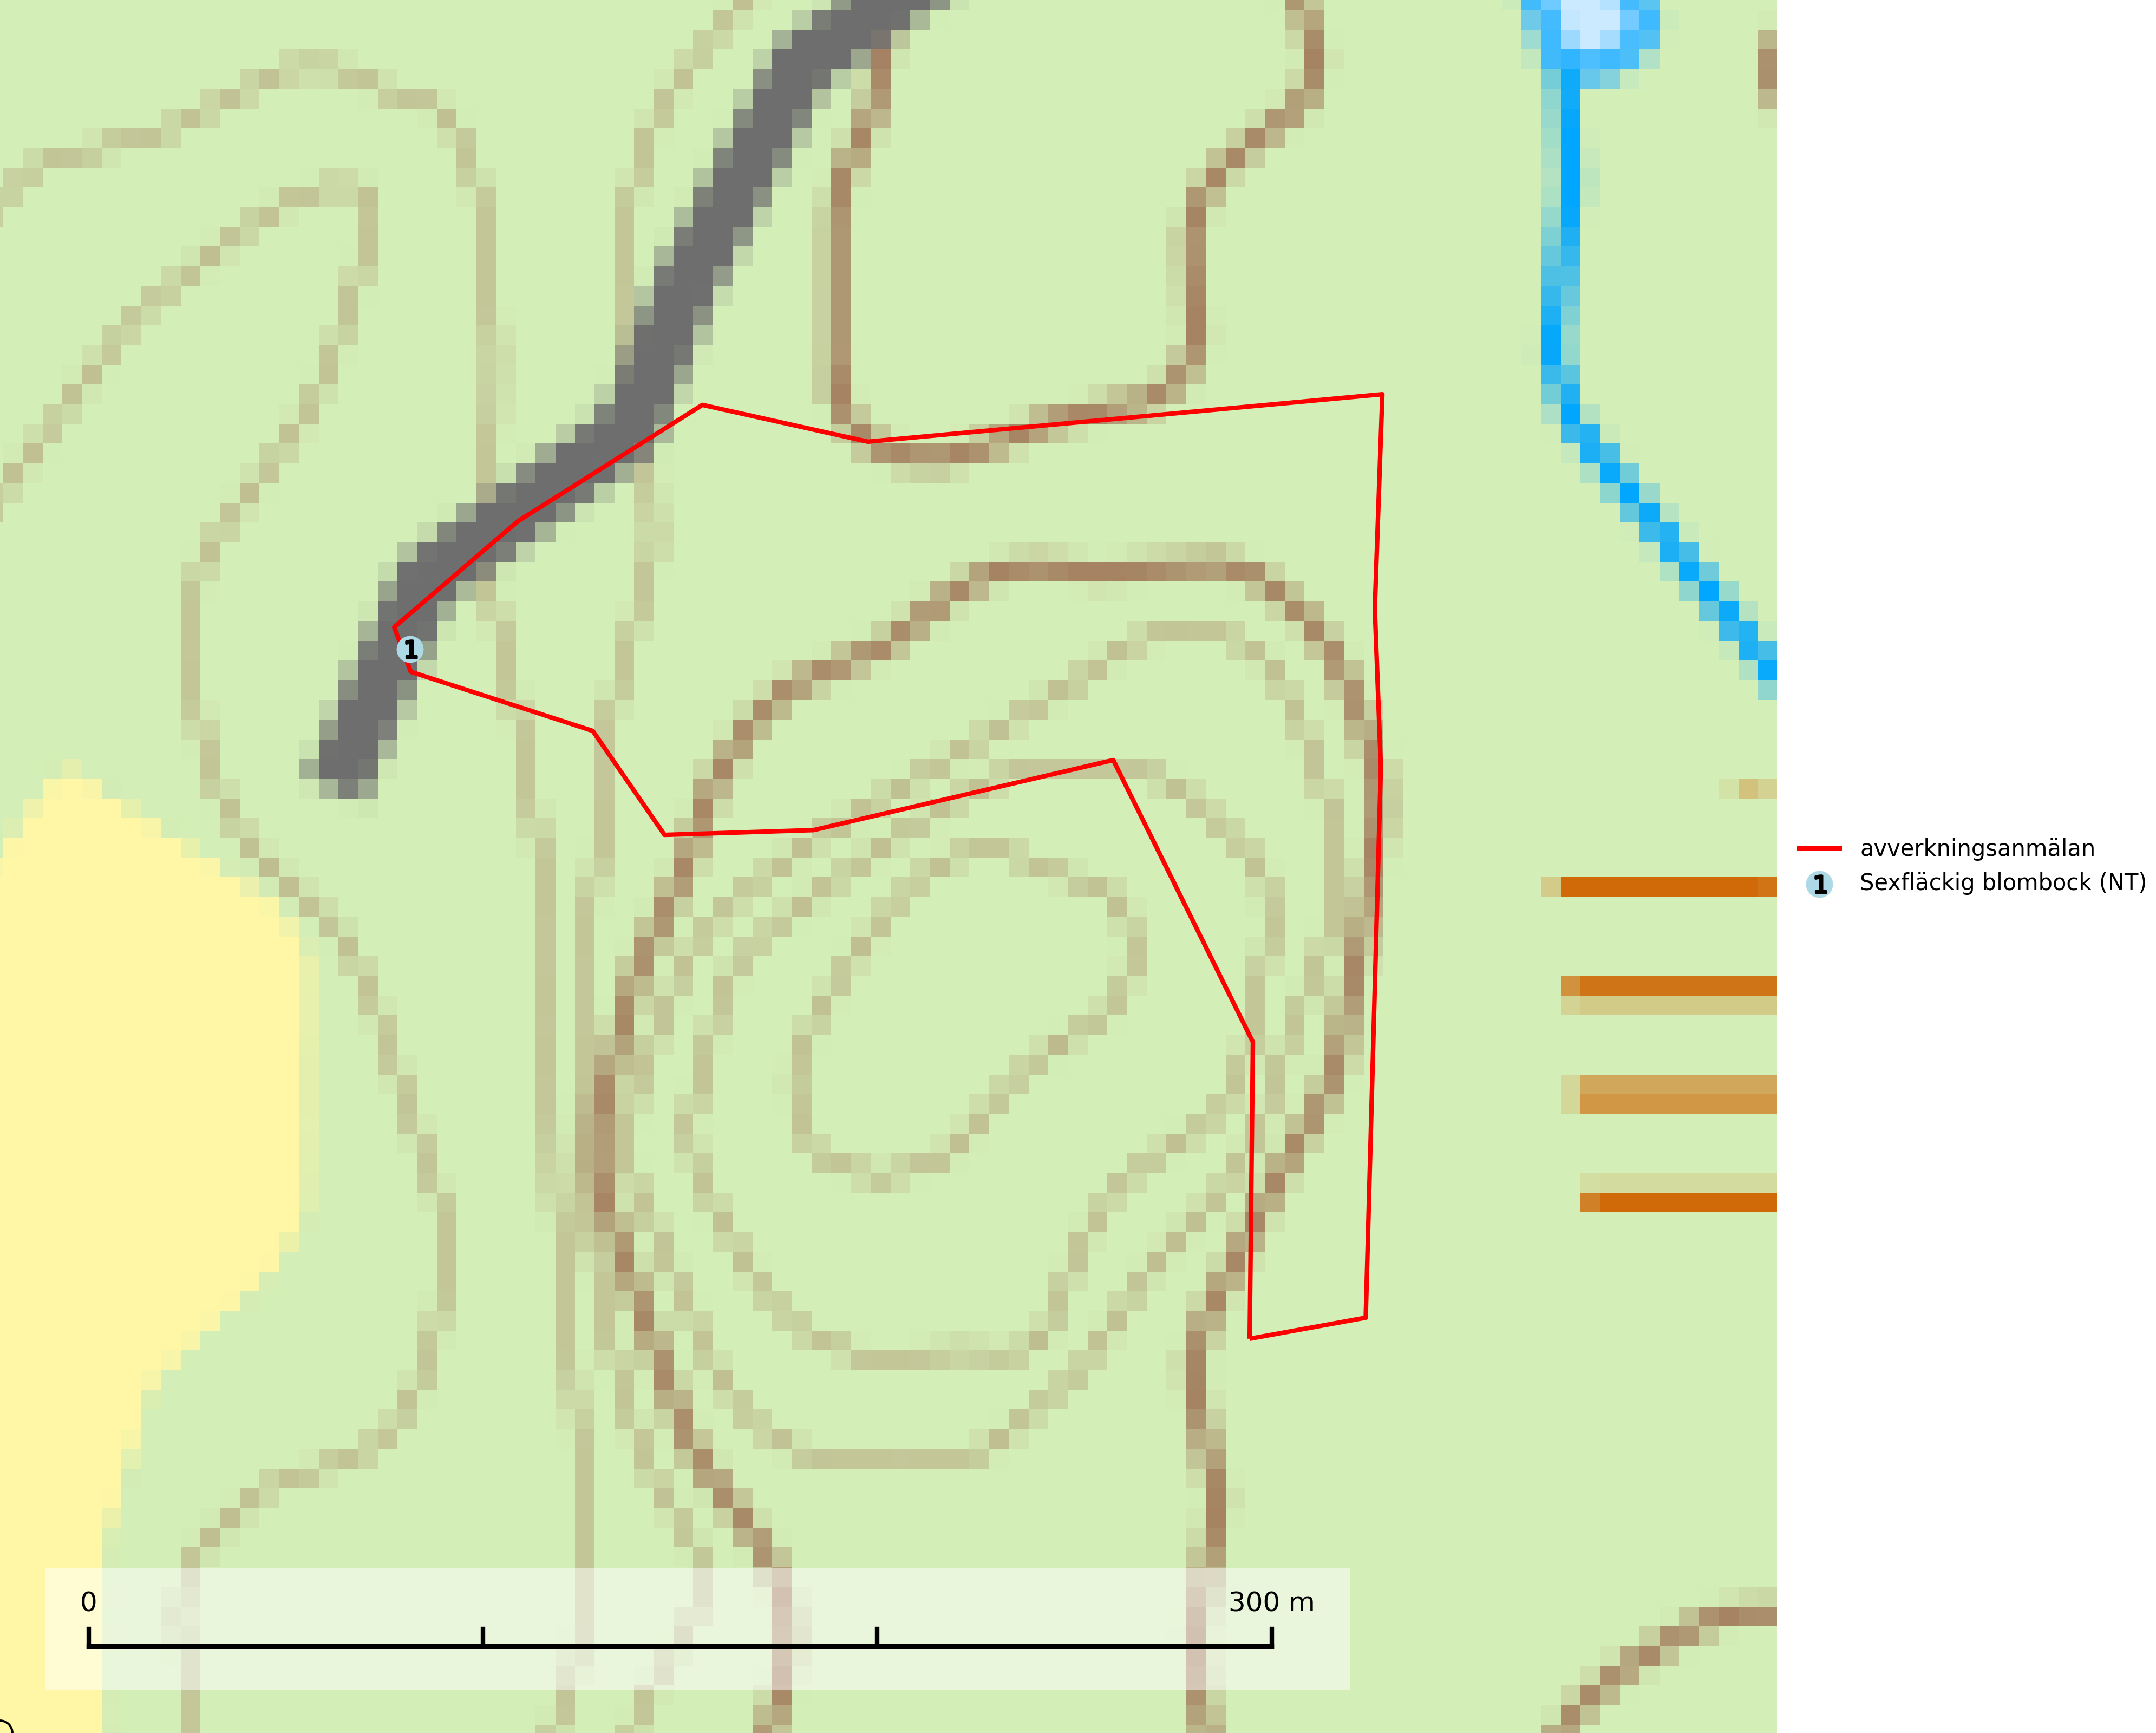 1
avverkningsanmälan
1 Sexfläckig blombock (NT)
0 300 m